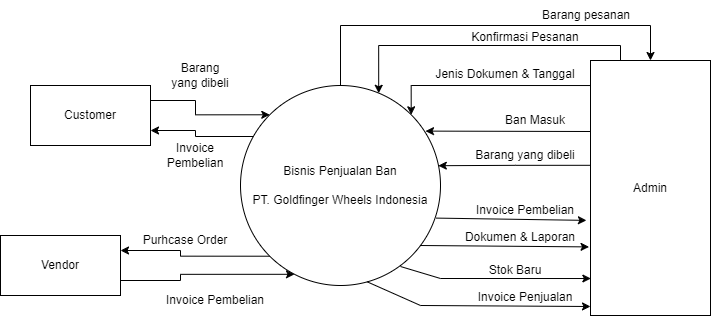 Barang pesanan
Konfirmasi Pesanan
Jenis Dokumen & Tanggal
Barang
yang dibeli
Customer
Ban Masuk
Invoice
Pembelian
Barang yang dibeli
Bisnis Penjualan Ban
PT. Goldfinger Wheels Indonesia
Admin
Invoice Pembelian
Purhcase Order
Dokumen & Laporan
Vendor
Stok Baru
Invoice Pembelian
Invoice Penjualan